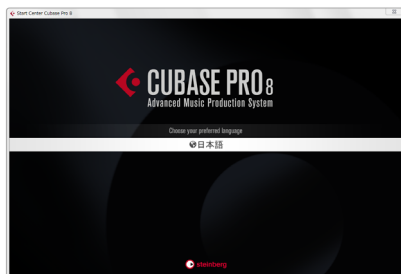 Start Center Cubase Pro 8
CUBASE PRO 8
Advanced Music Production System
Choose your preferred language
日本語
steinberg